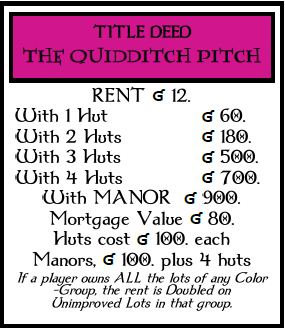 TITLE DEED
THE QUIDDITCH PITCH
RENT ʛ 12.
With 1 Hut ʛ 60.
With 2 Huts ʛ 180.
With 3 Huts ʛ 500.
With 4 Huts ʛ 700.
With MANOR ʛ 900.
Mortgage Value ʛ 80.
Huts cost ʛ 100. each
Manors, ʛ 100. plus 4 huts
If a player owns ALL the lots of any Color
-Group, the rent is Doubled on
Unimproved Lots in that group.